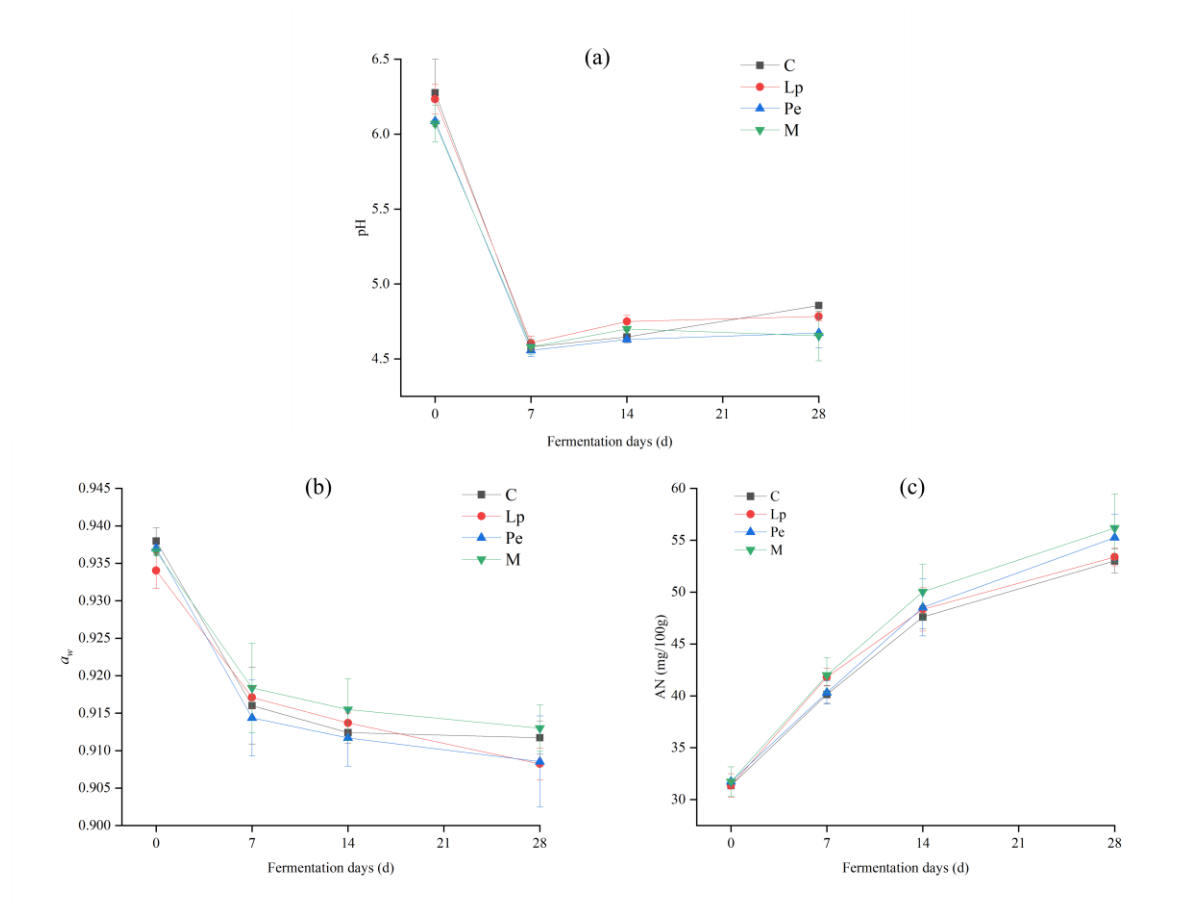 (a)
6.5
6.0
5.5
5.0
4.5
pH
C
Lp
Pe
M
0 7 14 21 28
Fermentation days (d)
(b)
0.945
0.940
0.935
0.930
0.925
0.920
0.915
0.910
0.905
0.900
aw
C
Lp
Pe
M
0 7 14 21 28
Fermentation days (d)
(c)
60
55
50
45
40
35
30
AN (mg/100g)
C
Lp
Pe
M
0 7 14 21 28
Fermentation days (d)